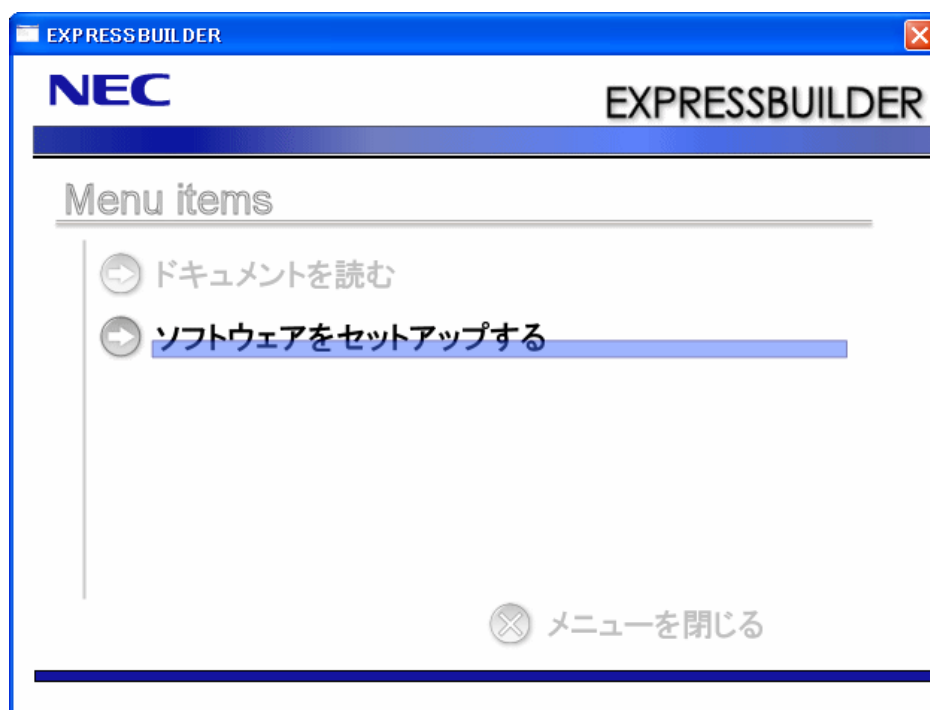 EXPRESSBUILDER
NEC
EXPRESSBUILDER
Menu items
ドキュメントを読む
ソフトウェアをセットアップする
メニューを閉じる